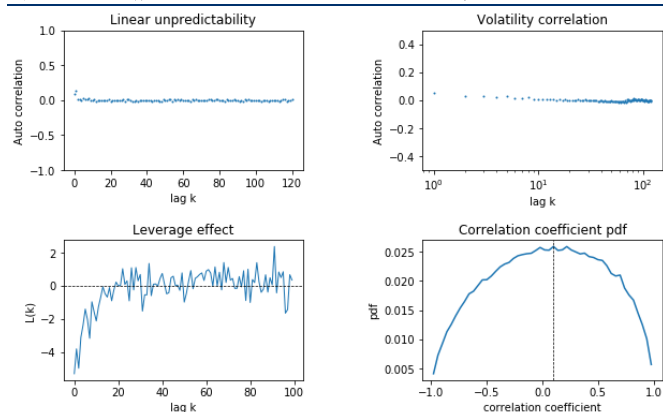 Linear unpredictability
Auto correlation
1.0
0.5
0.0
−0.5
−1.0
0 20 40 60 80 100 120
lag k
Volatility correlation
Auto correlation
0.4
0.2
0.0
−0.2
−0.4
10⁰ 10¹ 10²
lag k
Leverage effect
L(k)
2
0
−2
−4
0 20 40 60 80 100
lag k
Correlation coefficient pdf
pdf
0.025
0.020
0.015
0.010
0.005
−1.0 −0.5 0.0 0.5 1.0
correlation coefficient